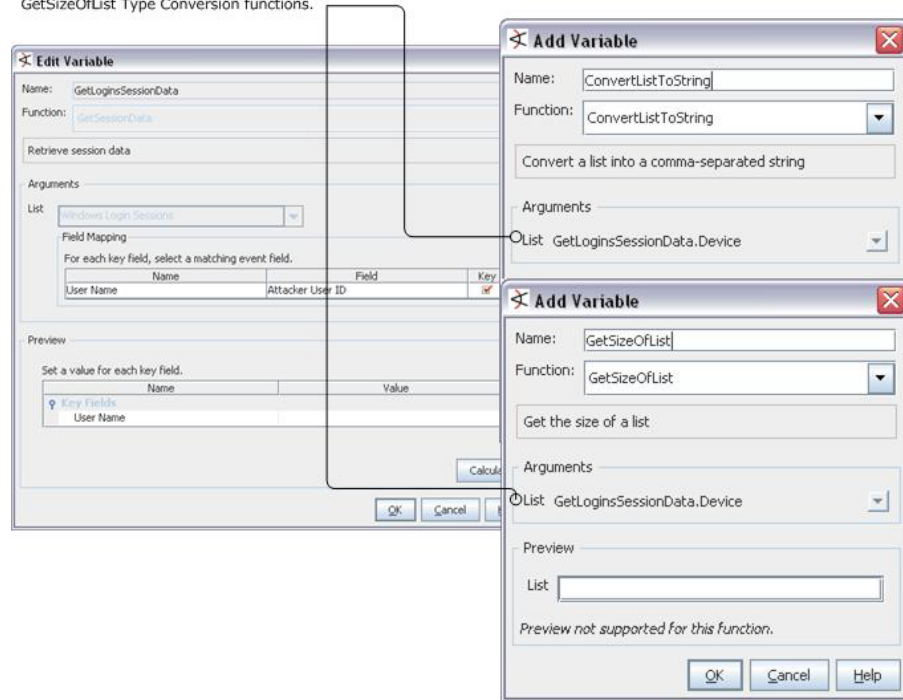 GetSizeOfList Type Conversion functions.
Edit Variable
Name: GetLoginsSessionData
Function: GetSessionData
Retrieve session data
Arguments
List Windows Login Sessions
Field Mapping
For each key field, select a matching event field.
Name Field Key
User Name Attacker User ID
Preview
Set a value for each key field.
Name Value
Key Fields
User Name
OK Cancel
Add Variable
Name: ConvertListToString
Function: ConvertListToString
Convert a list into a comma-separated string
Arguments
List GetLoginsSessionData.Device
Add Variable
Name: GetSizeOfList
Function: GetSizeOfList
Get the size of a list
Arguments
List GetLoginsSessionData.Device
Preview
List
Preview not supported for this function.
OK Cancel Help